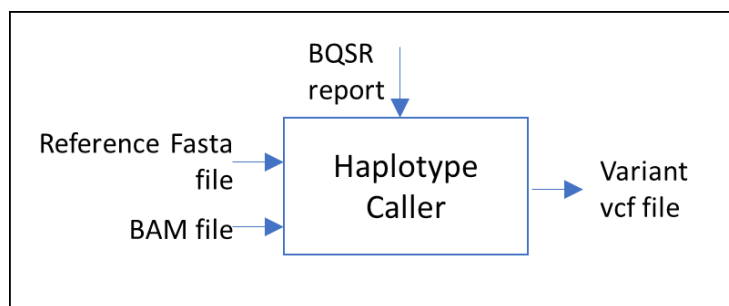 BQSR
report
Reference Fasta
file
BAM file
Haplotype
Caller
Variant
vcf file